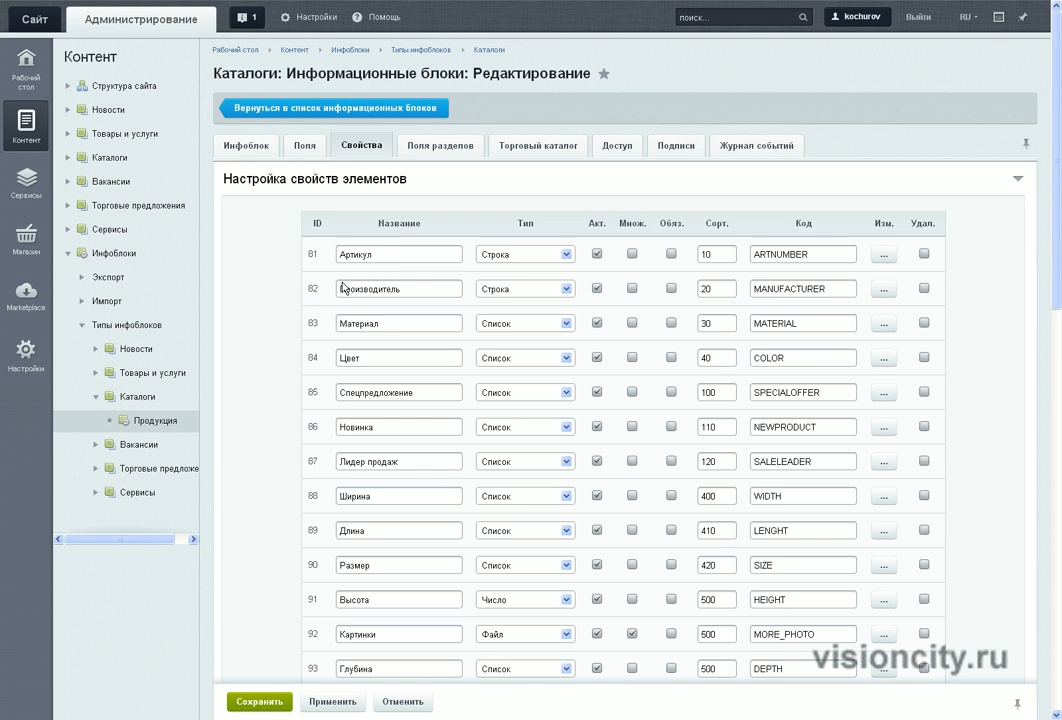 Сайт
Администрирование
1
Настройки
Помощь
поиск...
kochurov
Выйти
RU
Рабочий стол
Контент
Сервисы
Магазин
Marketplace
Настройки
Контент
Структура сайта
Новости
Товары и услуги
Каталоги
Вакансии
Торговые предложения
Сервисы
Инфоблоки
Экспорт
Импорт
Типы инфоблоков
Новости
Товары и услуги
Каталоги
Продукция
Вакансии
Торговые предложе
Сервисы
Рабочий стол Контент Инфоблоки Типы инфоблоков Каталоги
Каталоги: Информационные блоки: Редактирование
Вернуться в список информационных блоков
Инфоблок Поля Свойства Поля разделов Торговый каталог Доступ Подписи Журнал событий
Настройка свойств элементов
ID Название Тип Акт. Множ. Обяз. Сорт. Код Изм. Удал.
81 Артикул Строка 10 ARTNUMBER ...
82 Производитель Строка 20 MANUFACTURER ...
83 Материал Список 30 MATERIAL ...
84 Цвет Список 40 COLOR ...
85 Спецпредложение Список 100 SPECIALOFFER ...
86 Новинка Список 110 NEWPRODUCT ...
87 Лидер продаж Список 120 SALELEADER ...
88 Ширина Список 400 WIDTH ...
89 Длина Список 410 LENGHT ...
90 Размер Список 420 SIZE ...
91 Высота Число 500 HEIGHT ...
92 Картинки Файл 500 MORE_PHOTO ...
93 Глубина Список 500 DEPTH ...
visioncity.ru
Сохранить Применить Отменить